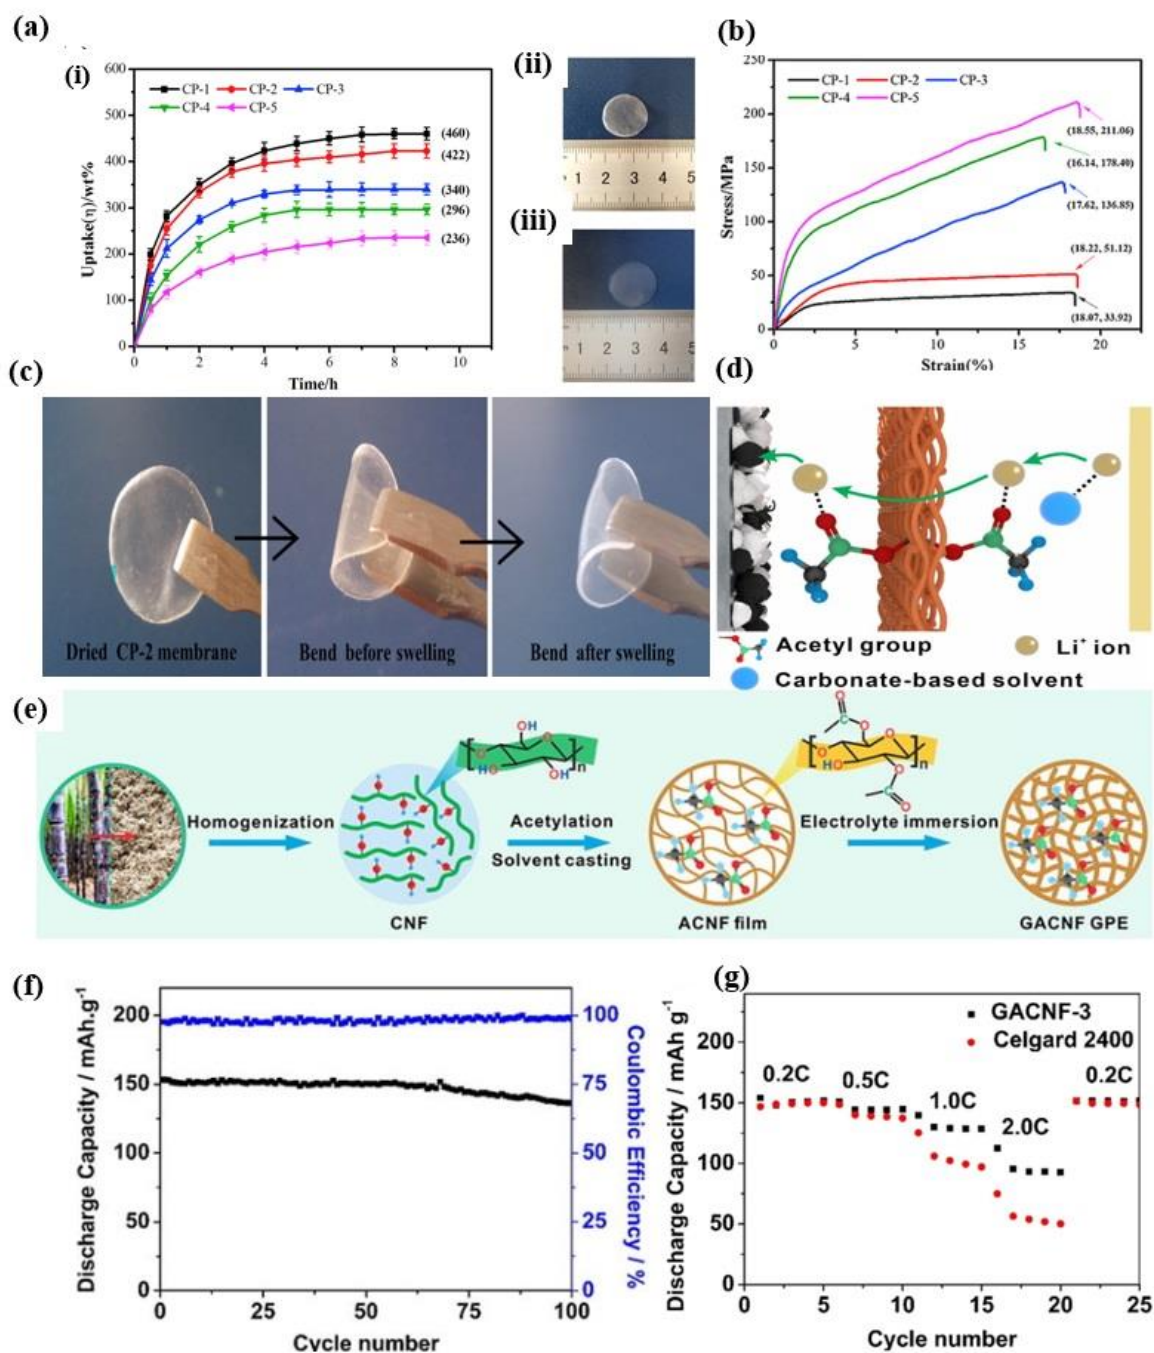 (a)
(i)
600
500
400
300
200
100
0
Uptake(η)/wt%
CP-1 CP-2 CP-3
CP-4 CP-5
(460)
(422)
(340)
(296)
(236)
0 2 4 6 8 10
Time/h
(ii)
1 2 3 4 5
(iii)
1 2 3 4 5
(b)
250
200
150
100
50
0
Stress/MPa
CP-1 CP-2 CP-3
CP-4 CP-5
(18.55, 211.06)
(16.14, 178.40)
(17.62, 136.85)
(18.22, 51.12)
(18.07, 33.92)
0 5 10 15 20
Strain(%)
(c)
Dried CP-2 membrane
Bend before swelling
Bend after swelling
(d)
Acetyl group
Li⁺ ion
Carbonate-based solvent
(e)
Homogenization
OH
O
O
HO
OH
n
CNF
Acetylation
Solvent casting
O
C
O
O
O
HO
O
C
O
n
ACNF film
Electrolyte immersion
GACNF GPE
(f)
Discharge Capacity / mAh.g⁻¹
200
150
100
50
0
100
75
50
25
0
Coulombic Efficiency / %
0 25 50 75 100
Cycle number
(g)
Discharge Capacity / mAh g⁻¹
200
150
100
50
0
GACNF-3
Celgard 2400
0.2C
0.5C
1.0C
2.0C
0.2C
0 5 10 15 20 25
Cycle number